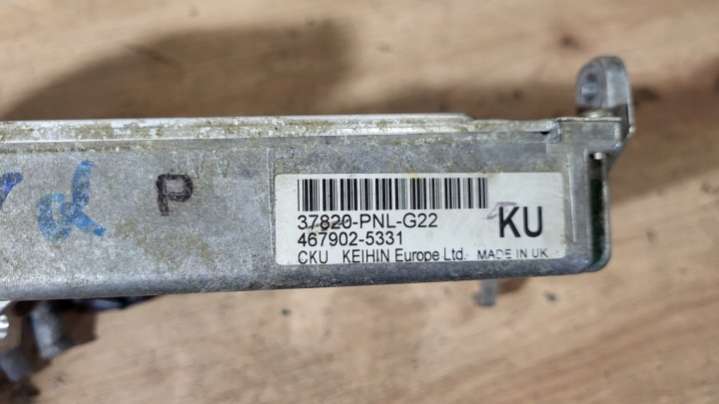 d
P
37820-PNL-G22
467902-5331
KU
CKU KEIHIN Europe Ltd. MADE IN UK